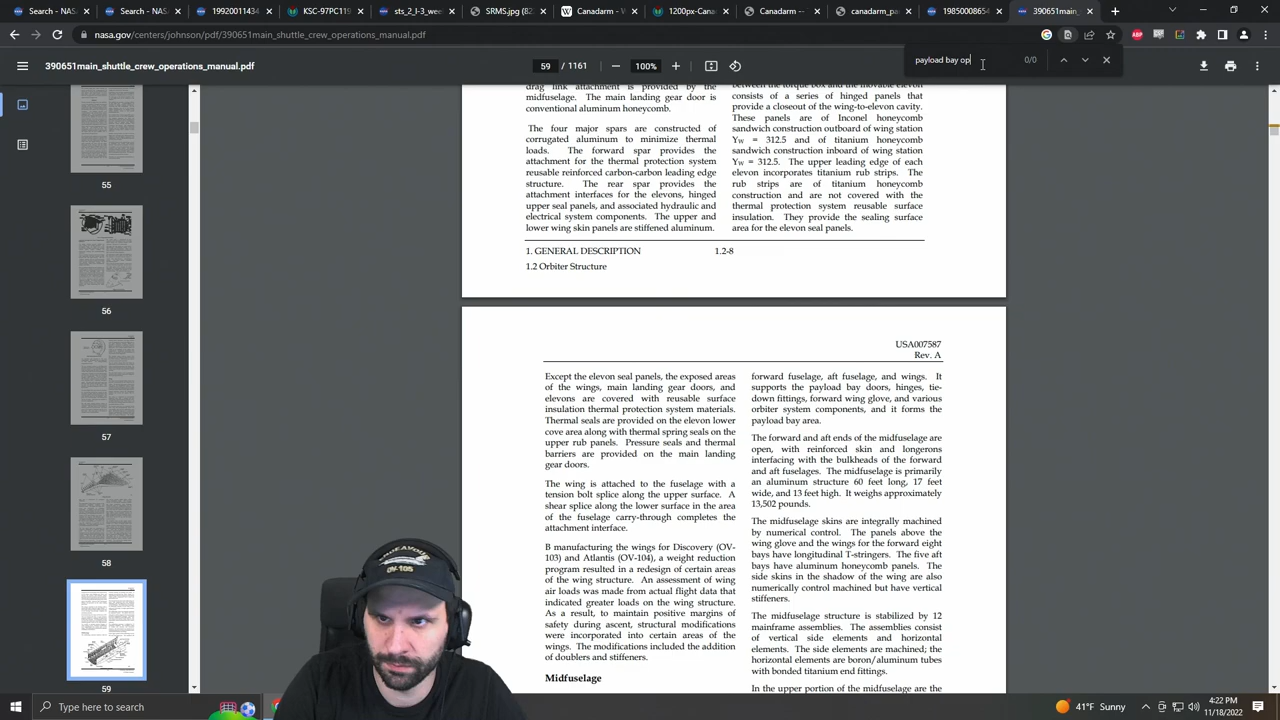 Session
19920011434
KSC-97PC119
sts_2_l-3_wee
SRMS.jpg (82
Canadarm - W
1200px-Canad
Canadarm --
canadarm_pa
19850008654
390651main_
nasa.gov/centers/johnson/pdf/390651main_shuttle_crew_operations_manual.pdf
ABP
payload bay op
0/0
390651main_shuttle_crew_operations_manual.pdf
59 / 1161
100%
55
56
57
58
59
drag link attachment is provided by the
midfuselage. The main landing gear door is
conventional aluminum honeycomb.
The four major spars are constructed of
corrugated aluminum to minimize thermal
loads. The forward spar provides the
attachment for the thermal protection system
reusable reinforced carbon-carbon leading edge
structure. The rear spar provides the
attachment interfaces for the elevons, hinged
upper seal panels, and associated hydraulic and
electrical system components. The upper and
lower wing skin panels are stiffened aluminum.
between the torque box and the movable elevon
consists of a series of hinged panels that
provide a closeout of the wing-to-elevon cavity.
These panels are of Inconel honeycomb
sandwich construction outboard of wing station
Yw = 312.5 and of titanium honeycomb
sandwich construction inboard of wing station
Yw = 312.5. The upper leading edge of each
elevon incorporates titanium rub strips. The
rub strips are of titanium honeycomb
construction and are not covered with the
thermal protection system reusable surface
insulation. They provide the sealing surface
area for the elevon seal panels.
1. GENERAL DESCRIPTION
1.2-8
1.2 Orbiter Structure
USA007587
Rev. A
Except the elevon seal panels, the exposed areas
of the wings, main landing gear doors, and
elevons are covered with reusable surface
insulation thermal protection system materials.
Thermal seals are provided on the elevon lower
cove area along with thermal spring seals on the
upper rub panels. Pressure seals and thermal
barriers are provided on the main landing
gear doors.
The wing is attached to the fuselage with a
tension bolt splice along the upper surface. A
shear splice along the lower surface in the area
of the fuselage carry-through completes the
attachment interface.
B manufacturing the wings for Discovery (OV-
103) and Atlantis (OV-104), a weight reduction
program resulted in a redesign of certain areas
of the wing structure. An assessment of wing
air loads was made from actual flight data that
indicated greater loads on the wing structure.
As a result, to maintain positive margins of
safety during ascent, structural modifications
were incorporated into certain areas of the
wings. The modifications included the addition
of doublers and stiffeners.
Midfuselage
forward fuselage, aft fuselage, and wings. It
supports the payload bay doors, hinges, tie-
down fittings, forward wing glove, and various
orbiter system components, and it forms the
payload bay area.
The forward and aft ends of the midfuselage are
open, with reinforced skin and longerons
interfacing with the bulkheads of the forward
and aft fuselages. The midfuselage is primarily
an aluminum structure 60 feet long, 17 feet
wide, and 13 feet high. It weighs approximately
13,502 pounds.
The midfuselage skins are integrally machined
by numerical control. The panels above the
wing glove and the wings for the forward eight
bays have longitudinal T-stringers. The five aft
bays have aluminum honeycomb panels. The
side skins in the shadow of the wing are also
numerically control machined but have vertical
stiffeners.
The midfuselage structure is stabilized by 12
mainframe assemblies. The assemblies consist
of vertical side elements and horizontal
elements. The side elements are machined; the
horizontal elements are boron/aluminum tubes
with bonded titanium end fittings.
In the upper portion of the midfuselage are the
Type here to search
41°F Sunny
4:22 PM
11/18/2022